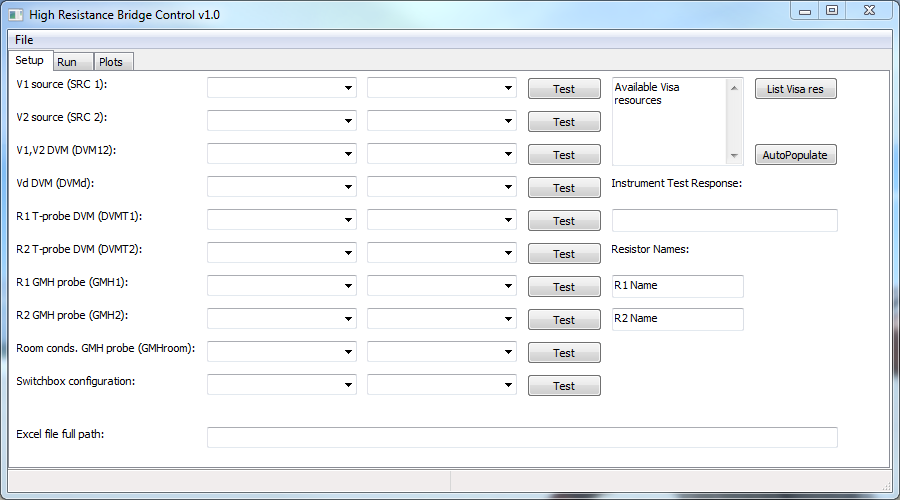 High Resistance Bridge Control v1.0
File
Setup Run Plots
V1 source (SRC 1): Test Available Visa resources List Visa res
V2 source (SRC 2): Test
V1,V2 DVM (DVM12): Test AutoPopulate
Vd DVM (DVMd): Test Instrument Test Response:
R1 T-probe DVM (DVMT1): Test
R2 T-probe DVM (DVMT2): Test Resistor Names:
R1 GMH probe (GMH1): Test R1 Name
R2 GMH probe (GMH2): Test R2 Name
Room conds. GMH probe (GMHroom): Test
Switchbox configuration: Test
Excel file full path: